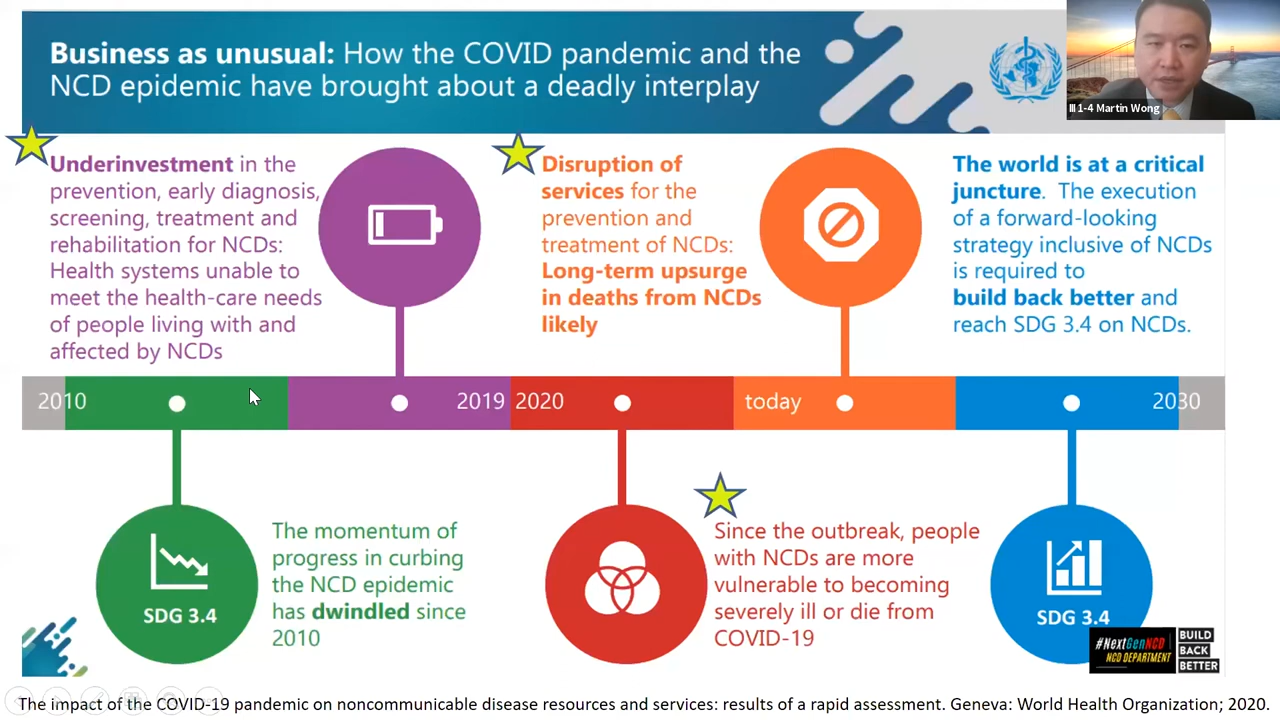 Business as unusual: How the COVID pandemic and the
NCD epidemic have brought about a deadly interplay
III 1-4 Martin Wong
Underinvestment in the
prevention, early diagnosis,
screening, treatment and
rehabilitation for NCDs:
Health systems unable to
meet the health-care needs
of people living with and
affected by NCDs
Disruption of
services for the
prevention and
treatment of NCDs:
Long-term upsurge
in deaths from NCDs
likely
The world is at a critical
juncture. The execution
of a forward-looking
strategy inclusive of NCDs
is required to
build back better and
reach SDG 3.4 on NCDs.
2010
2019
2020
today
2030
SDG 3.4
The momentum of
progress in curbing
the NCD epidemic
has dwindled since
2010
Since the outbreak, people
with NCDs are more
vulnerable to becoming
severely ill or die from
COVID-19
SDG 3.4
#NextGenNCD
NCD DEPARTMENT
BUILD
BACK
BETTER
The impact of the COVID-19 pandemic on noncommunicable disease resources and services: results of a rapid assessment. Geneva: World Health Organization; 2020.